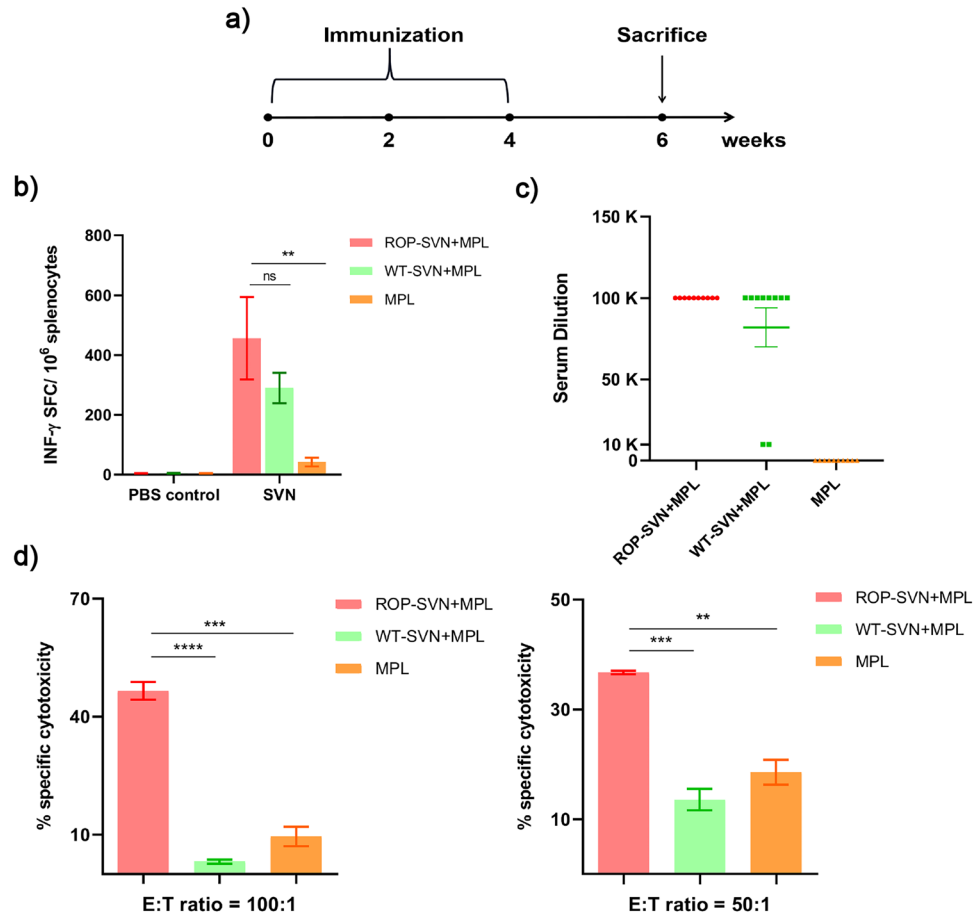 a)
Immunization
Sacrifice
0
2
4
6
weeks
b)
INF-γ SFC/ 10⁶ splenocytes
800
600
400
200
0
PBS control
SVN
**
ns
ROP-SVN+MPL
WT-SVN+MPL
MPL
c)
Serum Dilution
150 K
100 K
50 K
10 K
0
ROP-SVN+MPL
WT-SVN+MPL
MPL
d)
% specific cytotoxicity
70
40
10
***
****
E:T ratio = 100:1
ROP-SVN+MPL
WT-SVN+MPL
MPL
% specific cytotoxicity
50
30
10
**
***
E:T ratio = 50:1
ROP-SVN+MPL
WT-SVN+MPL
MPL